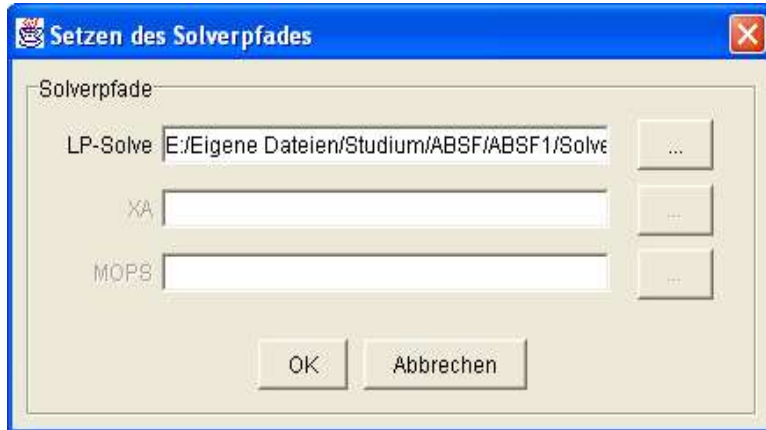 Setzen des Solverpfades
Solverpfade
LP-Solve E:/Eigene Dateien/Studium/ABSF/ABSF1/Solve ...
XA ...
MOPS ...
OK Abbrechen